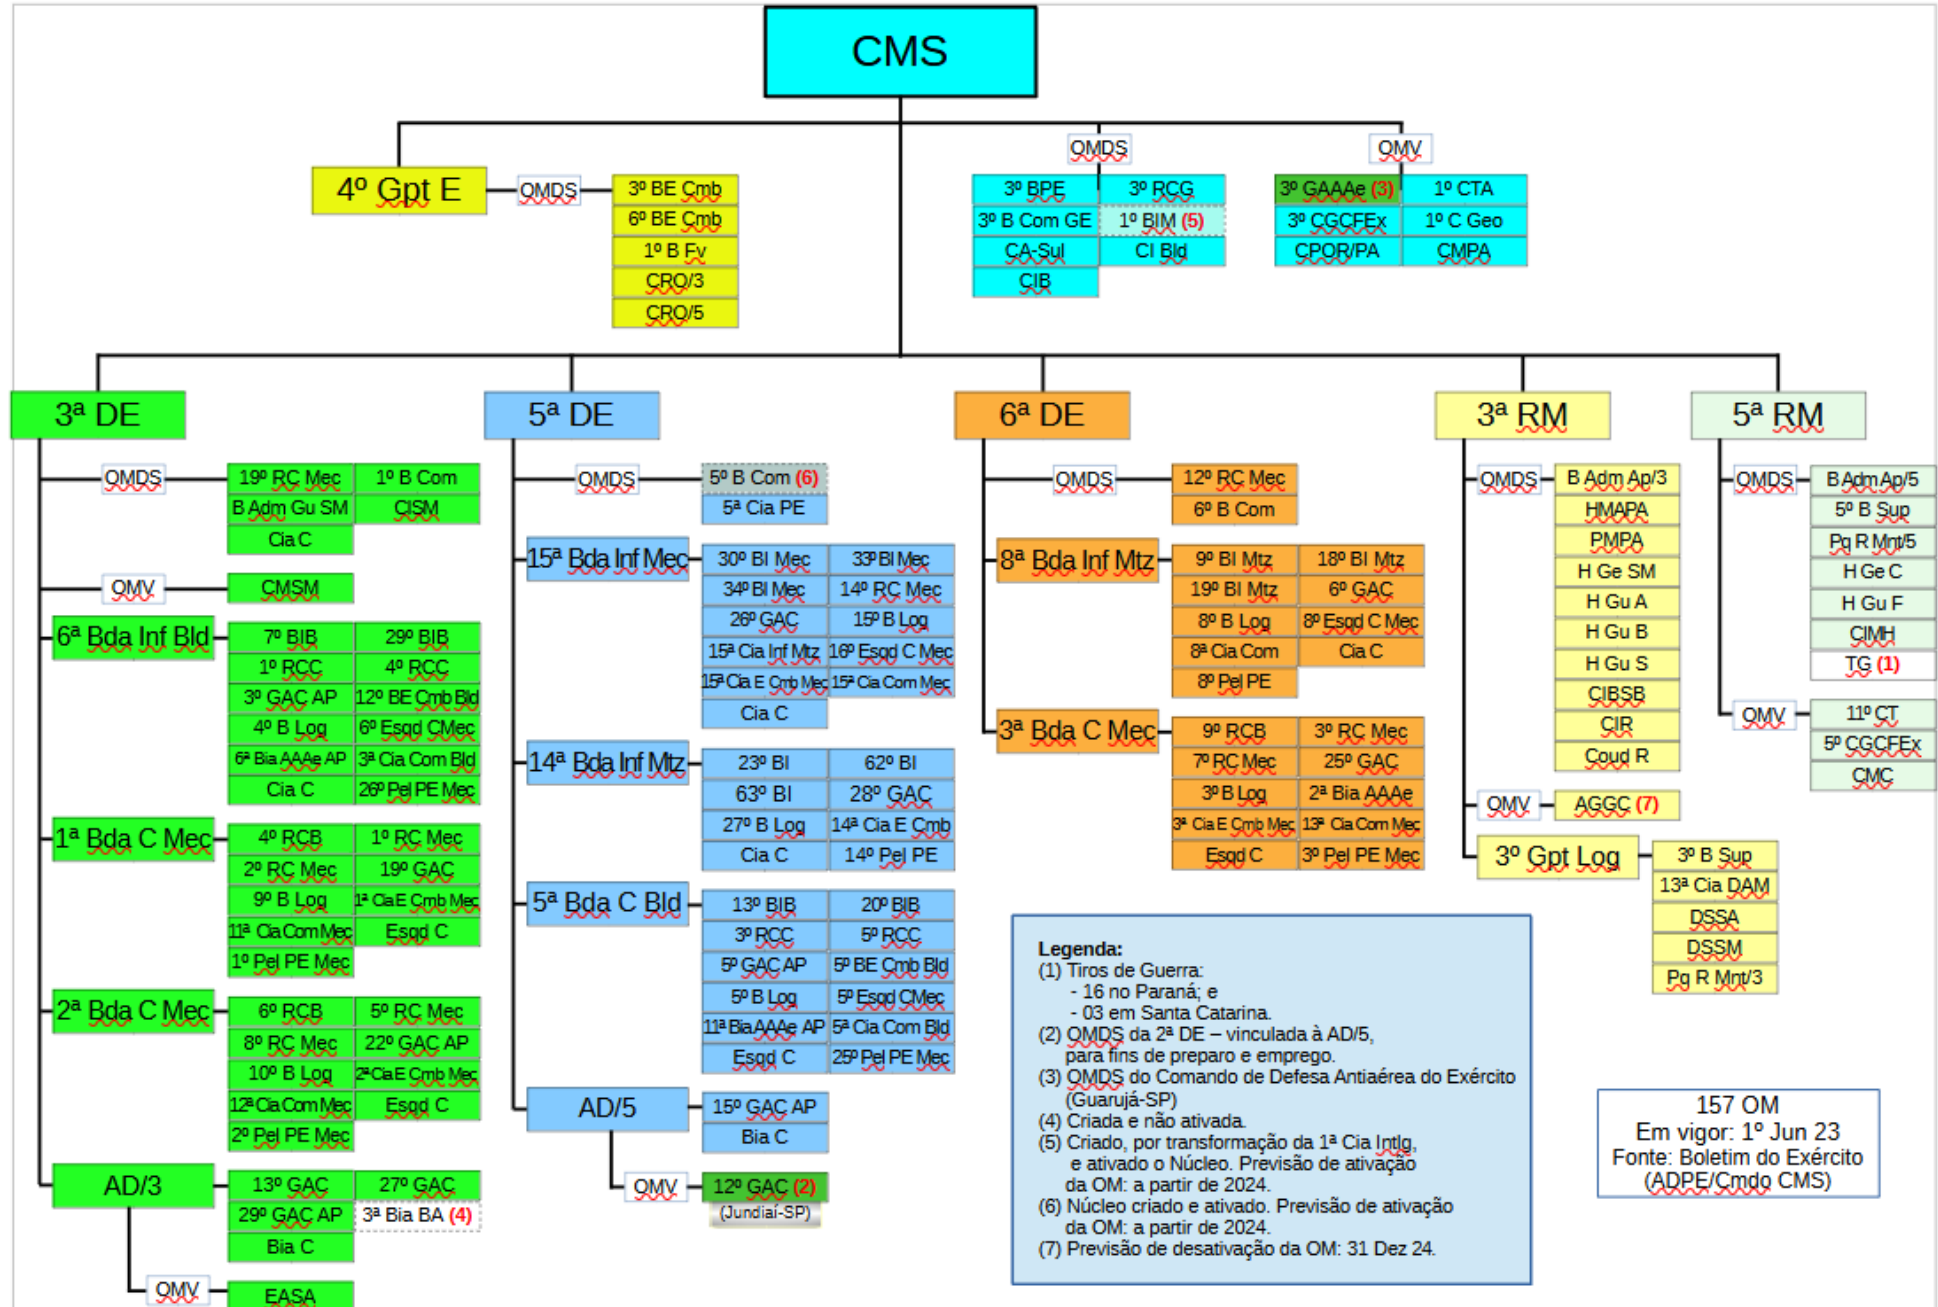 CMS
4º Gpt E
OMDS
3º BE Cmb
6º BE Cmb
1º B Fv
CRO/3
CRO/5
OMDS
3º BPE
3º RCG
3º B Com GE
1º BIM (5)
CA-Sul
CI Bld
CIB
OMV
3º GAAAe (3)
1º CTA
3º CGCFEx
1º C Geo
CPOR/PA
CMPA
3ª DE
OMDS
19º RC Mec
1º B Com
B Adm Gu SM
CISM
Cia C
OMV
CMSM
6ª Bda Inf Bld
7º BIB
29º BIB
1º RCC
4º RCC
3º GAC AP
12º BE Cmb Bld
4º B Log
6º Esqd CMec
6ª Bia AAAe AP
3ª Cia Com Bld
Cia C
26º Pel PE Mec
1ª Bda C Mec
4º RCB
1º RC Mec
2º RC Mec
19º GAC
9º B Log
1ª Cia E Cmb Mec
11ª Cia Com Mec
Esqd C
1º Pel PE Mec
2ª Bda C Mec
6º RCB
5º RC Mec
8º RC Mec
22º GAC AP
10º B Log
2ª Cia E Cmb Mec
12ª Cia Com Mec
Esqd C
2º Pel PE Mec
AD/3
13º GAC
27º GAC
29º GAC AP
3ª Bia BA (4)
Bia C
OMV
EASA
5ª DE
OMDS
5º B Com (6)
5ª Cia PE
15ª Bda Inf Mec
30º BI Mec
33º BI Mec
34º BI Mec
14º RC Mec
26º GAC
15º B Log
15ª Cia Inf Mtz
16º Esqd C Mec
15ª Cia E Cmb Mec
15ª Cia Com Mec
Cia C
14ª Bda Inf Mtz
23º BI
62º BI
63º BI
28º GAC
27º B Log
14ª Cia E Cmb
Cia C
14º Pel PE
5ª Bda C Bld
13º BIB
20º BIB
3º RCC
5º RCC
5º GAC AP
5º BE Cmb Bld
5º B Log
5º Esqd CMec
11ª Bia AAAe AP
5ª Cia Com Bld
Esqd C
25º Pel PE Mec
AD/5
15º GAC AP
Bia C
OMV
12º GAC (2)
(Jundiaí-SP)
6ª DE
OMDS
12º RC Mec
6º B Com
8ª Bda Inf Mtz
9º BI Mtz
18º BI Mtz
19º BI Mtz
6º GAC
8º B Log
8º Esqd C Mec
8ª Cia Com
Cia C
8º Pel PE
3ª Bda C Mec
9º RCB
3º RC Mec
7º RC Mec
25º GAC
3º B Log
2ª Bia AAAe
3ª Cia E Cmb Mec
13ª Cia Com Mec
Esqd C
3º Pel PE Mec
3ª RM
OMDS
B Adm Ap/3
HMAPA
PMPA
H Ge SM
H Gu A
H Gu B
H Gu S
CIBSB
CIR
Coud R
OMV
AGGC (7)
3º Gpt Log
3º B Sup
13ª Cia DAM
DSSA
DSSM
Pq R Mnt/3
5ª RM
OMDS
B Adm Ap/5
5º B Sup
Pq R Mnt/5
H Ge C
H Gu F
CIMH
TG (1)
OMV
11º CT
5º CGCFEx
CMC
Legenda:
(1) Tiros de Guerra:
- 16 no Paraná; e
- 03 em Santa Catarina.
(2) OMDS da 2ª DE – vinculada à AD/5,
para fins de preparo e emprego.
(3) OMDS do Comando de Defesa Antiaérea do Exército
(Guarujá-SP)
(4) Criada e não ativada.
(5) Criado, por transformação da 1ª Cia Intlg,
e ativado o Núcleo. Previsão de ativação
da OM: a partir de 2024.
(6) Núcleo criado e ativado. Previsão de ativação
da OM: a partir de 2024.
(7) Previsão de desativação da OM: 31 Dez 24.
157 OM
Em vigor: 1º Jun 23
Fonte: Boletim do Exército
(ADPE/Cmdo CMS)